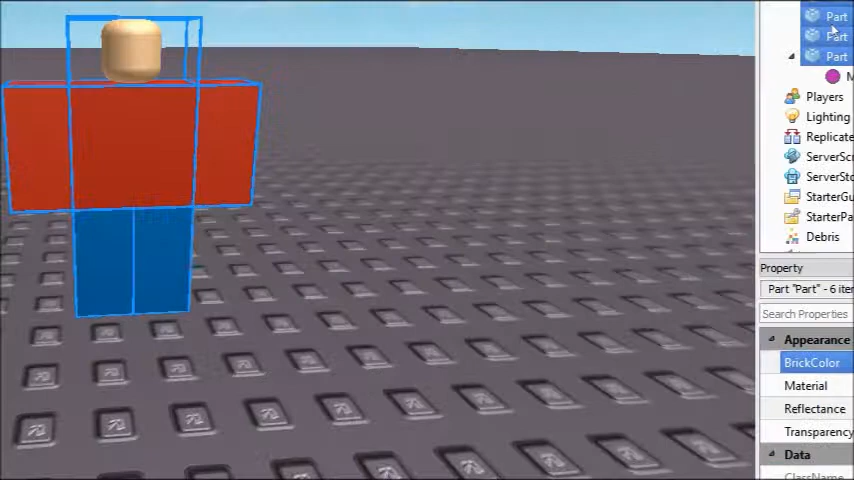 Part
Part
Part
M
Players
Lighting
Replicate
ServerScr
ServerSto
StarterGu
StarterPa
Debris
Property
Part "Part" - 6 iter
Search Properties
Appearance
BrickColor
Material
Reflectance
Transparency
Data